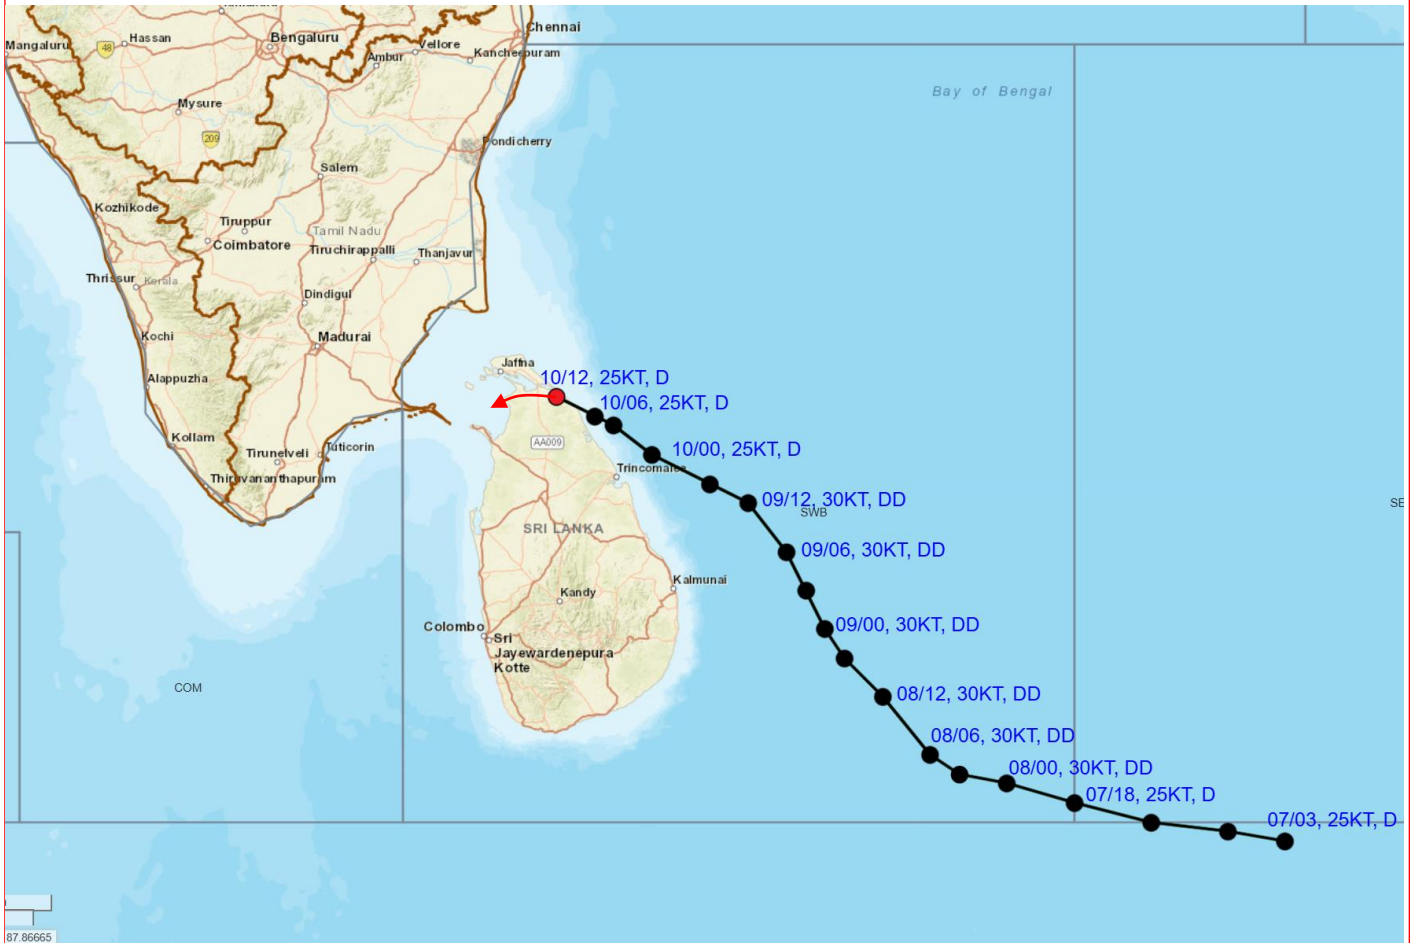 Chennai
Mangaluru
48
Hassan
Bengaluru
Vellore
Ambur
Kancheepuram
Bay of Bengal
Mysure
209
Pondicherry
Salem
Kozhikode
Tiruppur
Tamil Nadu
Coimbatore
Tiruchirappalli
Thanjavur
Thrissur
Kerala
Dindigul
Kochi
Madurai
Jaffna
Alappuzha
10/12, 25KT, D
10/06, 25KT, D
Kollam
AA009
Tirunelveli
Tuticorin
10/00, 25KT, D
Thiruvananthapuram
Trincomalee
09/12, 30KT, DD
SWB
SE
SRI LANKA
09/06, 30KT, DD
Kalmunai
Kandy
Colombo
Sri
Jayewardenepura
Kotte
09/00, 30KT, DD
COM
08/12, 30KT, DD
08/06, 30KT, DD
08/00, 30KT, DD
07/18, 25KT, D
07/03, 25KT, D
87.86665